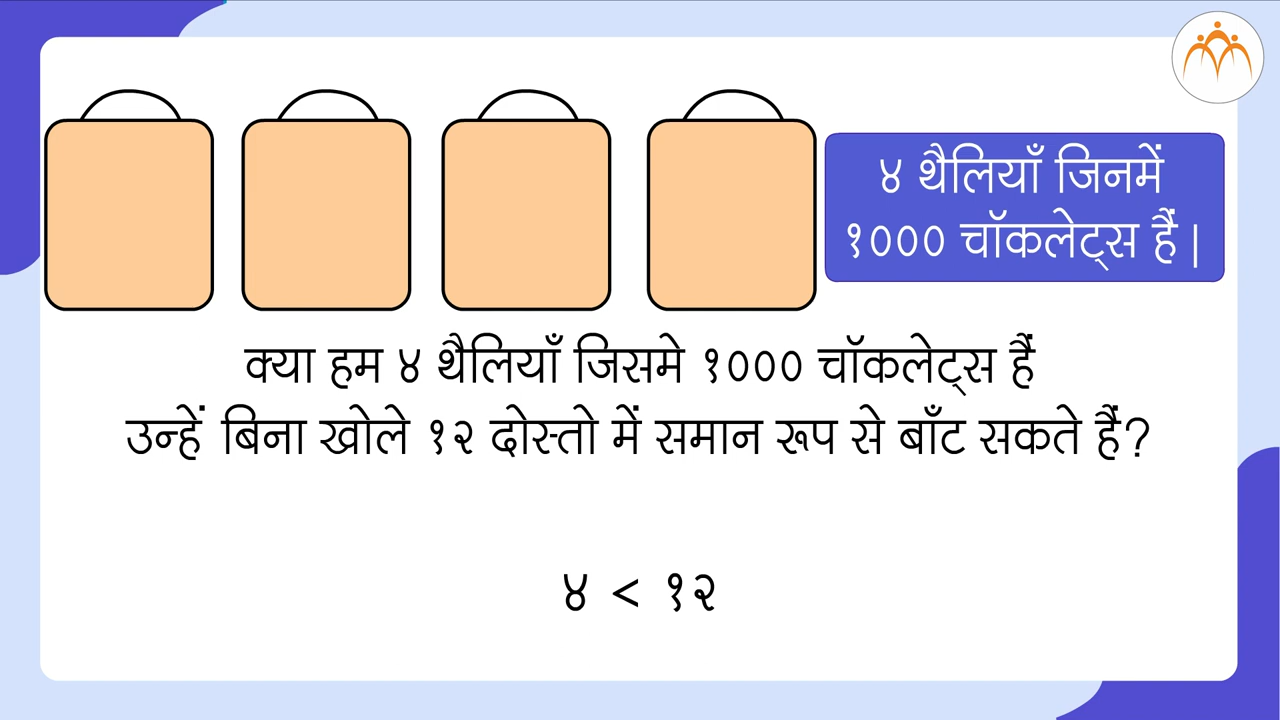 ४ थैलियाँ जिनमें
१००० चॉकलेट्स हैं |
क्या हम ४ थैलियाँ जिसमे १००० चॉकलेट्स हैं
उन्हें बिना खोले १२ दोस्तो में समान रूप से बाँट सकते हैं?
४ < १२